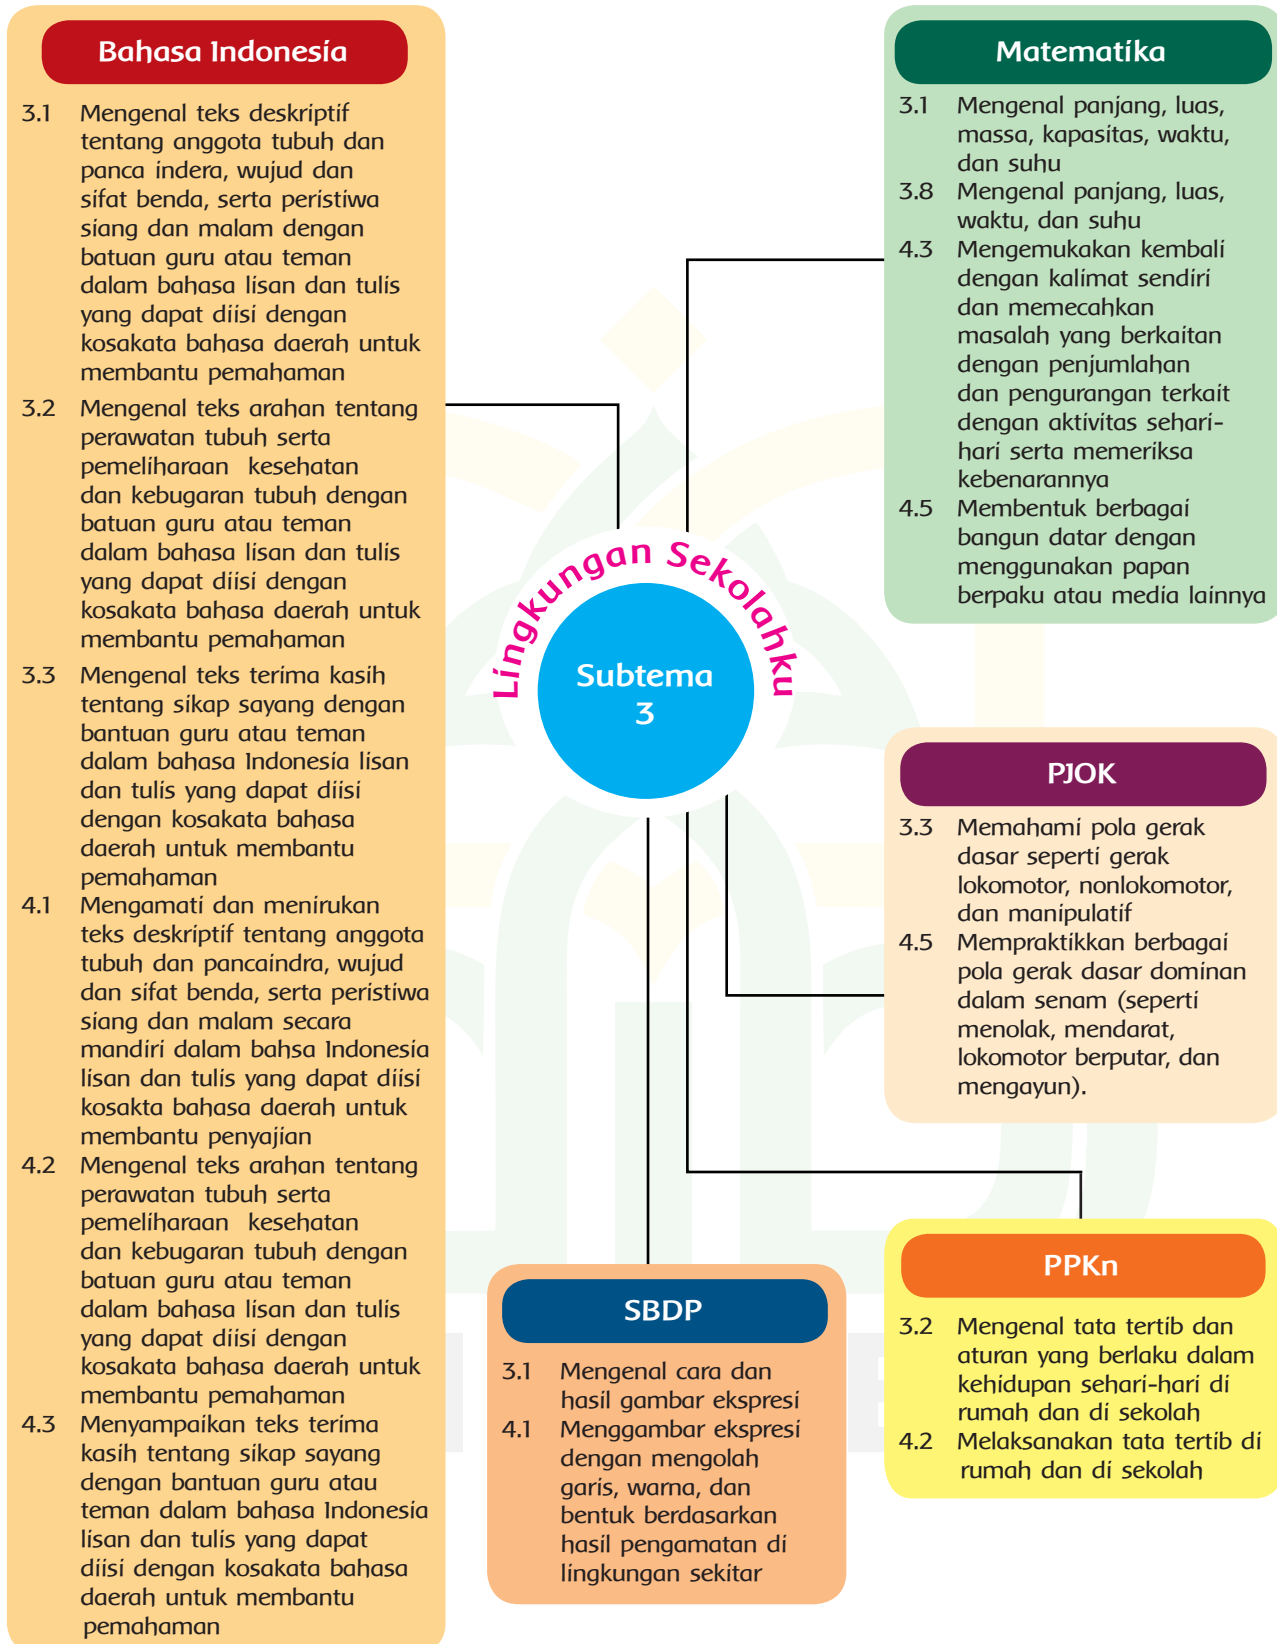 Bahasa Indonesia
3.1 Mengenal teks deskriptif
tentang anggota tubuh dan
panca indera, wujud dan
sifat benda, serta peristiwa
siang dan malam dengan
batuan guru atau teman
dalam bahasa lisan dan tulis
yang dapat diisi dengan
kosakata bahasa daerah untuk
membantu pemahaman
3.2 Mengenal teks arahan tentang
perawatan tubuh serta
pemeliharaan kesehatan
dan kebugaran tubuh dengan
batuan guru atau teman
dalam bahasa lisan dan tulis
yang dapat diisi dengan
kosakata bahasa daerah untuk
membantu pemahaman
3.3 Mengenal teks terima kasih
tentang sikap sayang dengan
bantuan guru atau teman
dalam bahasa Indonesia lisan
dan tulis yang dapat diisi
dengan kosakata bahasa
daerah untuk membantu
pemahaman
4.1 Mengamati dan menirukan
teks deskriptif tentang anggota
tubuh dan pancaindra, wujud
dan sifat benda, serta peristiwa
siang dan malam secara
mandiri dalam bahsa Indonesia
lisan dan tulis yang dapat diisi
kosakta bahasa daerah untuk
membantu penyajian
4.2 Mengenal teks arahan tentang
perawatan tubuh serta
pemeliharaan kesehatan
dan kebugaran tubuh dengan
batuan guru atau teman
dalam bahasa lisan dan tulis
yang dapat diisi dengan
kosakata bahasa daerah untuk
membantu pemahaman
4.3 Menyampaikan teks terima
kasih tentang sikap sayang
dengan bantuan guru atau
teman dalam bahasa Indonesia
lisan dan tulis yang dapat
diisi dengan kosakata bahasa
daerah untuk membantu
pemahaman
Lingkungan Sekolahku
Subtema
3
Matematika
3.1 Mengenal panjang, luas,
massa, kapasitas, waktu,
dan suhu
3.8 Mengenal panjang, luas,
waktu, dan suhu
4.3 Mengemukakan kembali
dengan kalimat sendiri
dan memecahkan
masalah yang berkaitan
dengan penjumlahan
dan pengurangan terkait
dengan aktivitas sehari-
hari serta memeriksa
kebenarannya
4.5 Membentuk berbagai
bangun datar dengan
menggunakan papan
berpaku atau media lainnya
PJOK
3.3 Memahami pola gerak
dasar seperti gerak
lokomotor, nonlokomotor,
dan manipulatif
4.5 Mempraktikkan berbagai
pola gerak dasar dominan
dalam senam (seperti
menolak, mendarat,
lokomotor berputar, dan
mengayun).
SBDP
3.1 Mengenal cara dan
hasil gambar ekspresi
4.1 Menggambar ekspresi
dengan mengolah
garis, warna, dan
bentuk berdasarkan
hasil pengamatan di
lingkungan sekitar
PPKn
3.2 Mengenal tata tertib dan
aturan yang berlaku dalam
kehidupan sehari-hari di
rumah dan di sekolah
4.2 Melaksanakan tata tertib di
rumah dan di sekolah